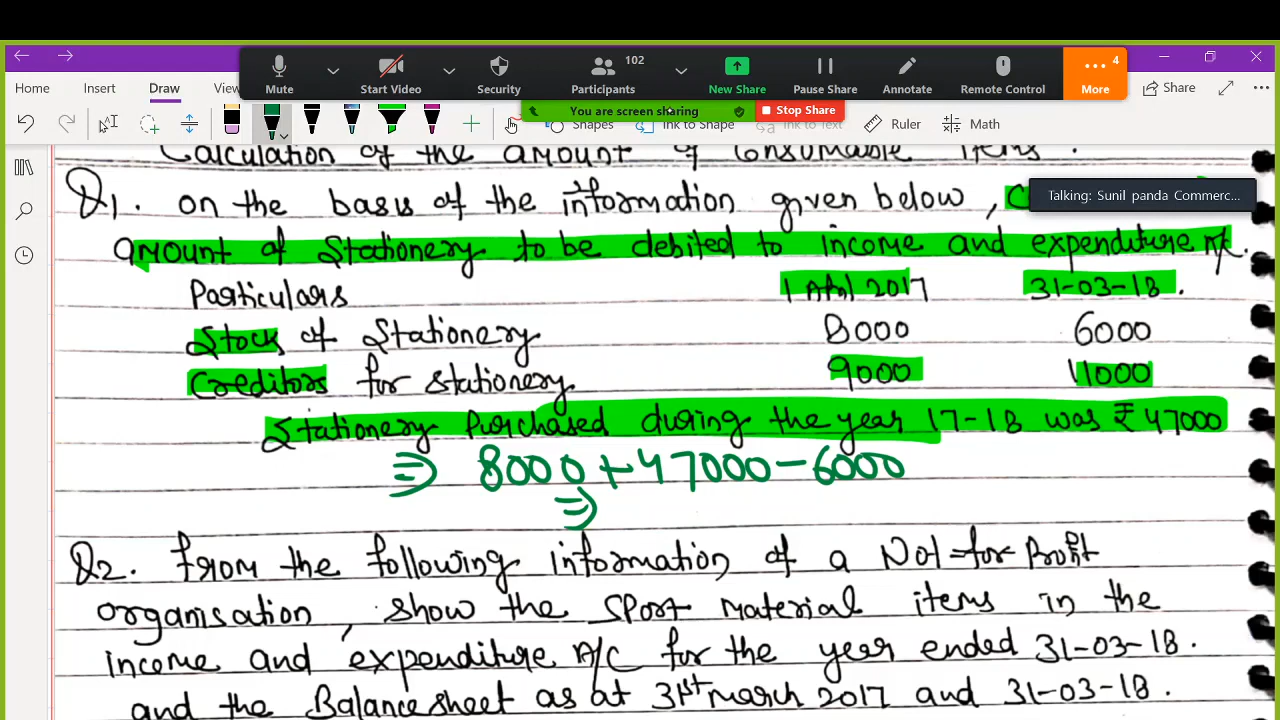 Mute
Start Video
Security
102
Participants
New Share
Pause Share
Annotate
Remote Control
4
More
Home
Insert
Draw
View
You are screen sharing
Stop Share
Share
Shapes
Ink to Shape
Ink to Text
Ruler
Math
Calculation of the amount of Consumable items.
Talking: Sunil panda Commerc...
Q1. on the basis of the information given below,
amount of Stationery to be debited to income and expenditure A/c.
Particulars 1 April 2017 31-03-18.
Stock of Stationery 8000 6000
Creditors for stationery 9000 11000
Stationery Purchased during the year 17-18 was ₹ 47000
⇒ 8000 + 47000 - 6000
⇒
Q2. from the following information of a Not-for-Profit
organisation, show the Sport Material items in the
income and expenditure A/C for the year ended 31-03-18.
and the Balance sheet as at 31st march 2017 and 31-03-18.